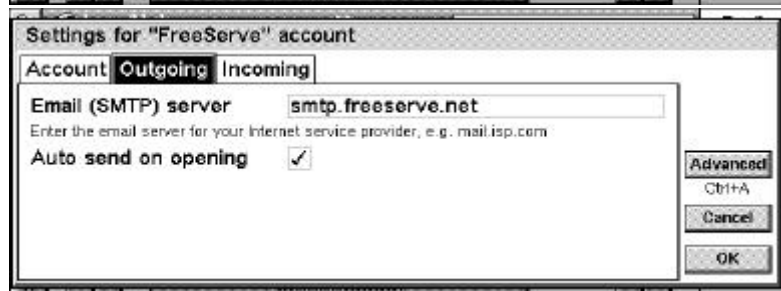 Settings for "FreeServe" account
Account Outgoing Incoming
Email (SMTP) server smtp.freeserve.net
Enter the email server for your Internet service provider, e.g. mail.isp.com
Auto send on opening ✓
Advanced
Ctrl+A
Cancel
OK